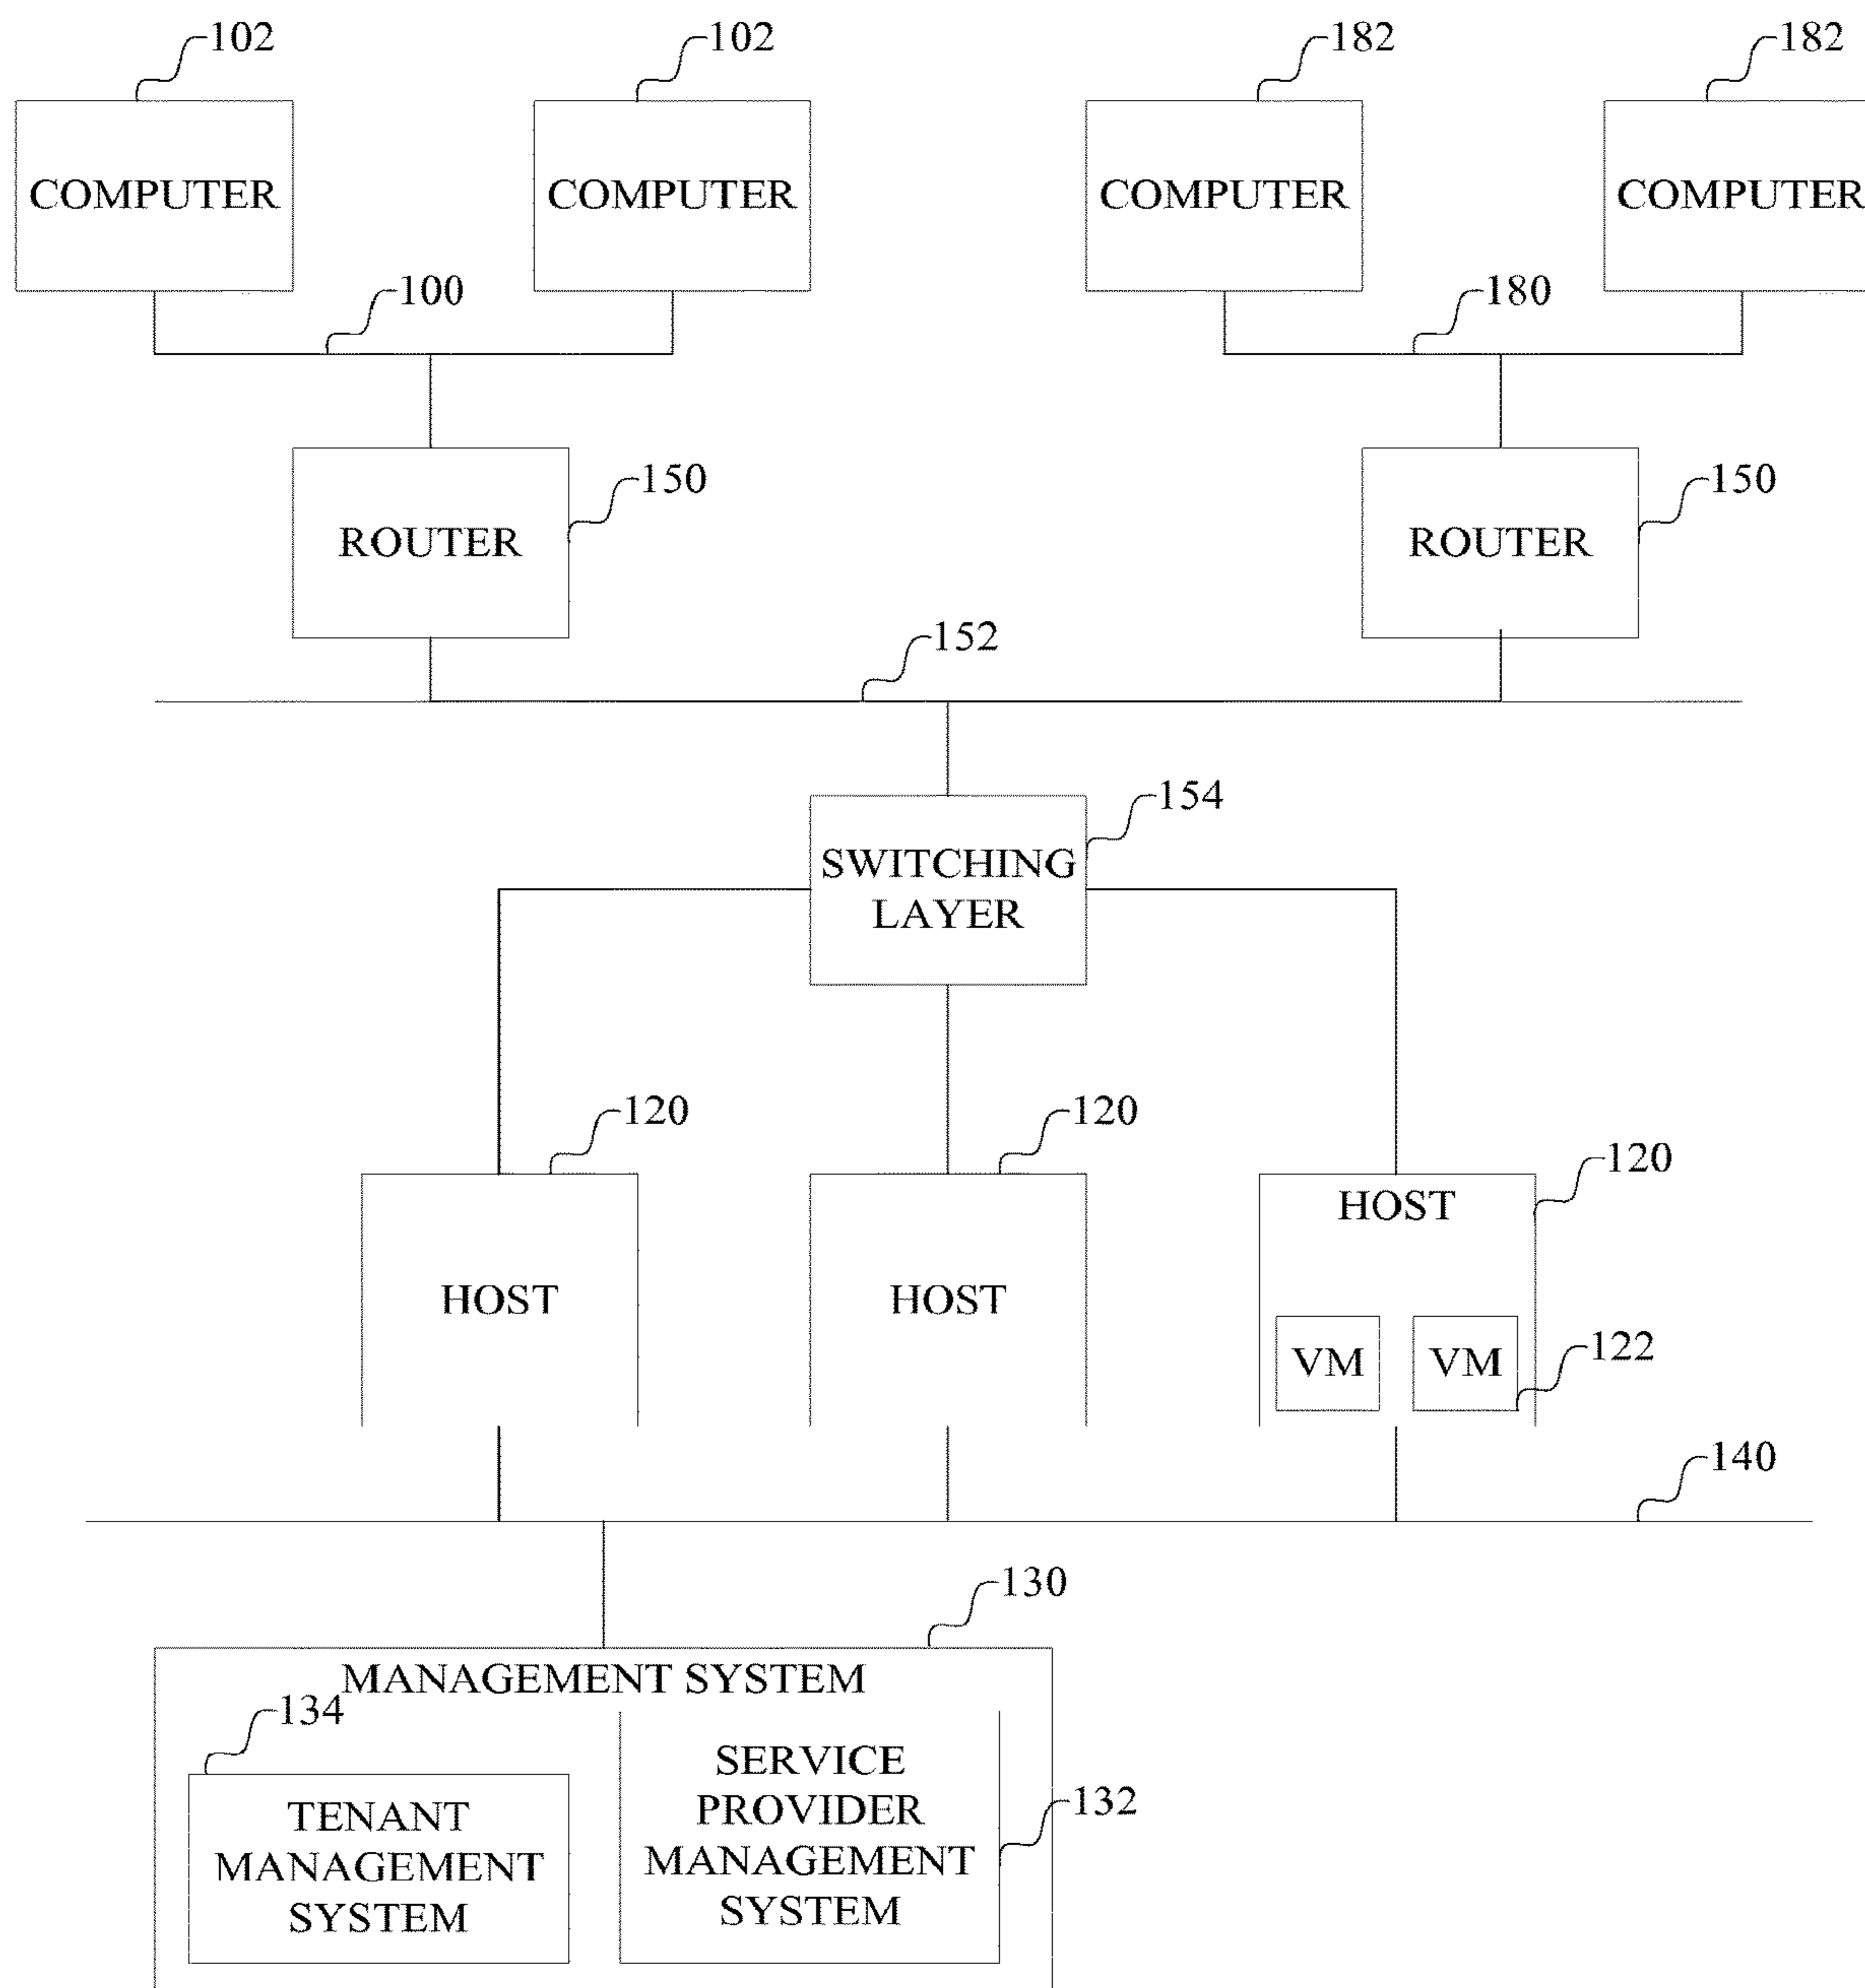 102
102
182
182
COMPUTER
COMPUTER
COMPUTER
COMPUTER
100
180
150
150
ROUTER
ROUTER
152
154
SWITCHING
LAYER
120
120
120
HOST
HOST
HOST
VM
VM
122
140
130
MANAGEMENT SYSTEM
134
TENANT
MANAGEMENT
SYSTEM
SERVICE
PROVIDER
MANAGEMENT
SYSTEM
132